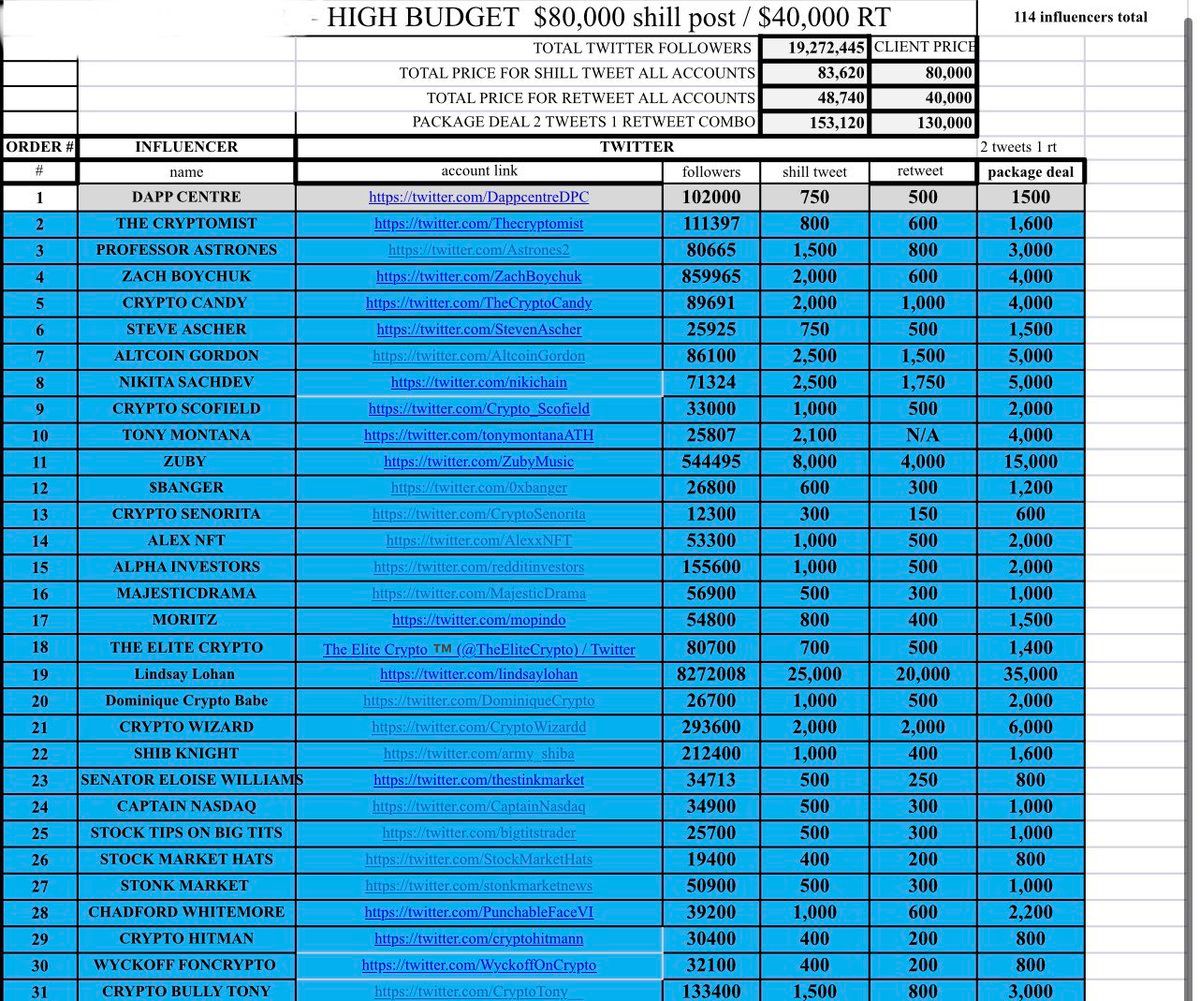 HIGH BUDGET $80,000 shill post / $40,000 RT 114 influencers total
TOTAL TWITTER FOLLOWERS 19,272,445 CLIENT PRICE
TOTAL PRICE FOR SHILL TWEET ALL ACCOUNTS 83,620 80,000
TOTAL PRICE FOR RETWEET ALL ACCOUNTS 48,740 40,000
PACKAGE DEAL 2 TWEETS 1 RETWEET COMBO 153,120 130,000
ORDER # INFLUENCER TWITTER 2 tweets 1 rt
# name account link followers shill tweet retweet package deal
1 DAPP CENTRE https://twitter.com/DappcentreDPC 102000 750 500 1500
2 THE CRYPTOMIST https://twitter.com/Thecryptomist 111397 800 600 1,600
3 PROFESSOR ASTRONES https://twitter.com/Astrones2 80665 1,500 800 3,000
4 ZACH BOYCHUK https://twitter.com/ZachBoychuk 859965 2,000 600 4,000
5 CRYPTO CANDY https://twitter.com/TheCryptoCandy 89691 2,000 1,000 4,000
6 STEVE ASCHER https://twitter.com/StevenAscher 25925 750 500 1,500
7 ALTCOIN GORDON https://twitter.com/AltcoinGordon 86100 2,500 1,500 5,000
8 NIKITA SACHDEV https://twitter.com/nikichain 71324 2,500 1,750 5,000
9 CRYPTO SCOFIELD https://twitter.com/Crypto_Scofield 33000 1,000 500 2,000
10 TONY MONTANA https://twitter.com/tonymontanaATH 25807 2,100 N/A 4,000
11 ZUBY https://twitter.com/ZubyMusic 544495 8,000 4,000 15,000
12 $BANGER https://twitter.com/0xbanger 26800 600 300 1,200
13 CRYPTO SENORITA https://twitter.com/CryptoSenorita 12300 300 150 600
14 ALEX NFT https://twitter.com/AlexxNFT 53300 1,000 500 2,000
15 ALPHA INVESTORS https://twitter.com/redditinvestors 155600 1,000 500 2,000
16 MAJESTICDRAMA https://twitter.com/MajesticDrama 56900 500 300 1,000
17 MORITZ https://twitter.com/mopindo 54800 800 400 1,500
18 THE ELITE CRYPTO The Elite Crypto ™️ (@TheEliteCrypto) / Twitter 80700 700 500 1,400
19 Lindsay Lohan https://twitter.com/lindsaylohan 8272008 25,000 20,000 35,000
20 Dominique Crypto Babe https://twitter.com/DominiqueCrypto 26700 1,000 500 2,000
21 CRYPTO WIZARD https://twitter.com/CryptoWizardd 293600 2,000 2,000 6,000
22 SHIB KNIGHT https://twitter.com/army_shiba 212400 1,000 400 1,600
23 SENATOR ELOISE WILLIAMS https://twitter.com/thestinkmarket 34713 500 250 800
24 CAPTAIN NASDAQ https://twitter.com/CaptainNasdaq 34900 500 300 1,000
25 STOCK TIPS ON BIG TITS https://twitter.com/bigtitstrader 25700 500 300 1,000
26 STOCK MARKET HATS https://twitter.com/StockMarketHats 19400 400 200 800
27 STONK MARKET https://twitter.com/stonkmarketnews 50900 500 300 1,000
28 CHADFORD WHITEMORE https://twitter.com/PunchableFaceVI 39200 1,000 600 2,200
29 CRYPTO HITMAN https://twitter.com/cryptohitmann 30400 400 200 800
30 WYCKOFF FONCRYPTO https://twitter.com/WyckoffOnCrypto 32100 400 200 800
31 CRYPTO BULLY TONY https://twitter.com/CryptoTony__ 133400 1,500 800 3,000